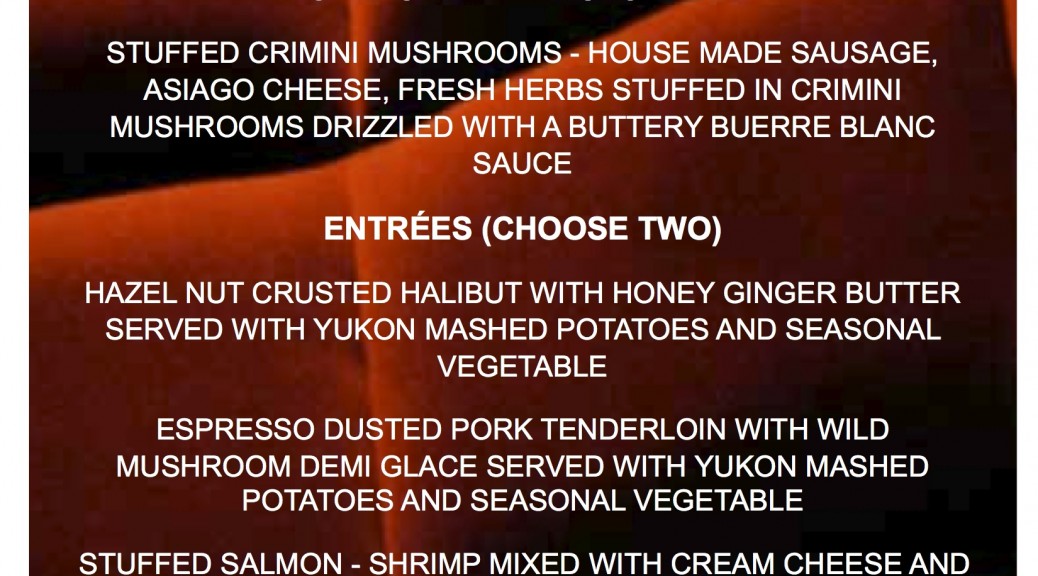 STUFFED CRIMINI MUSHROOMS - HOUSE MADE SAUSAGE,
ASIAGO CHEESE, FRESH HERBS STUFFED IN CRIMINI
MUSHROOMS DRIZZLED WITH A BUTTERY BUERRE BLANC
SAUCE
ENTRÉES (CHOOSE TWO)
HAZEL NUT CRUSTED HALIBUT WITH HONEY GINGER BUTTER
SERVED WITH YUKON MASHED POTATOES AND SEASONAL
VEGETABLE
ESPRESSO DUSTED PORK TENDERLOIN WITH WILD
MUSHROOM DEMI GLACE SERVED WITH YUKON MASHED
POTATOES AND SEASONAL VEGETABLE
STUFFED SALMON - SHRIMP MIXED WITH CREAM CHEESE AND